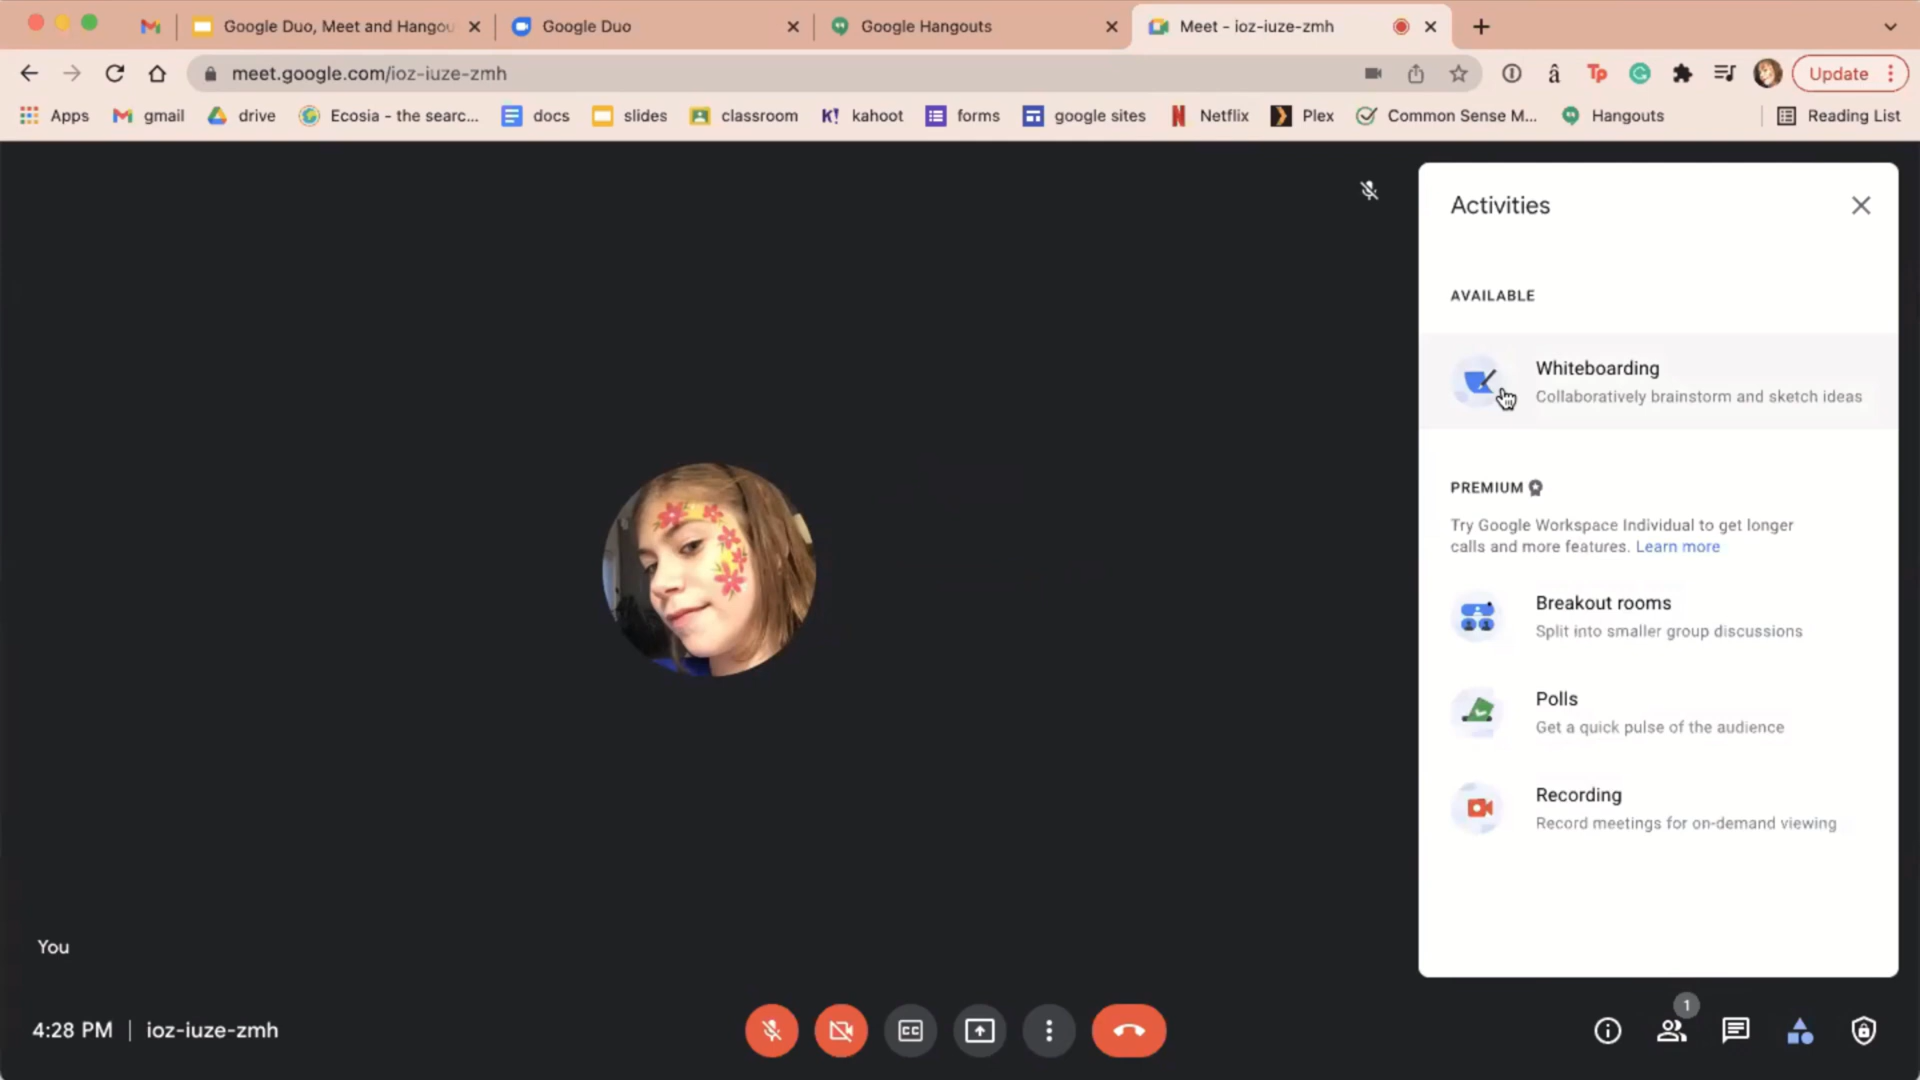 Google Duo, Meet and Hangou
Google Duo
Google Hangouts
Meet - ioz-iuze-zmh
meet.google.com/ioz-iuze-zmh
â
Tp
Update
Apps
gmail
drive
Ecosia - the searc...
docs
slides
classroom
K! kahoot
forms
google sites
Netflix
Plex
Common Sense M...
Hangouts
Reading List
Activities
AVAILABLE
Whiteboarding
Collaboratively brainstorm and sketch ideas
PREMIUM
Try Google Workspace Individual to get longer
calls and more features. Learn more
Breakout rooms
Split into smaller group discussions
Polls
Get a quick pulse of the audience
Recording
Record meetings for on-demand viewing
You
4:28 PM | ioz-iuze-zmh
CC
1